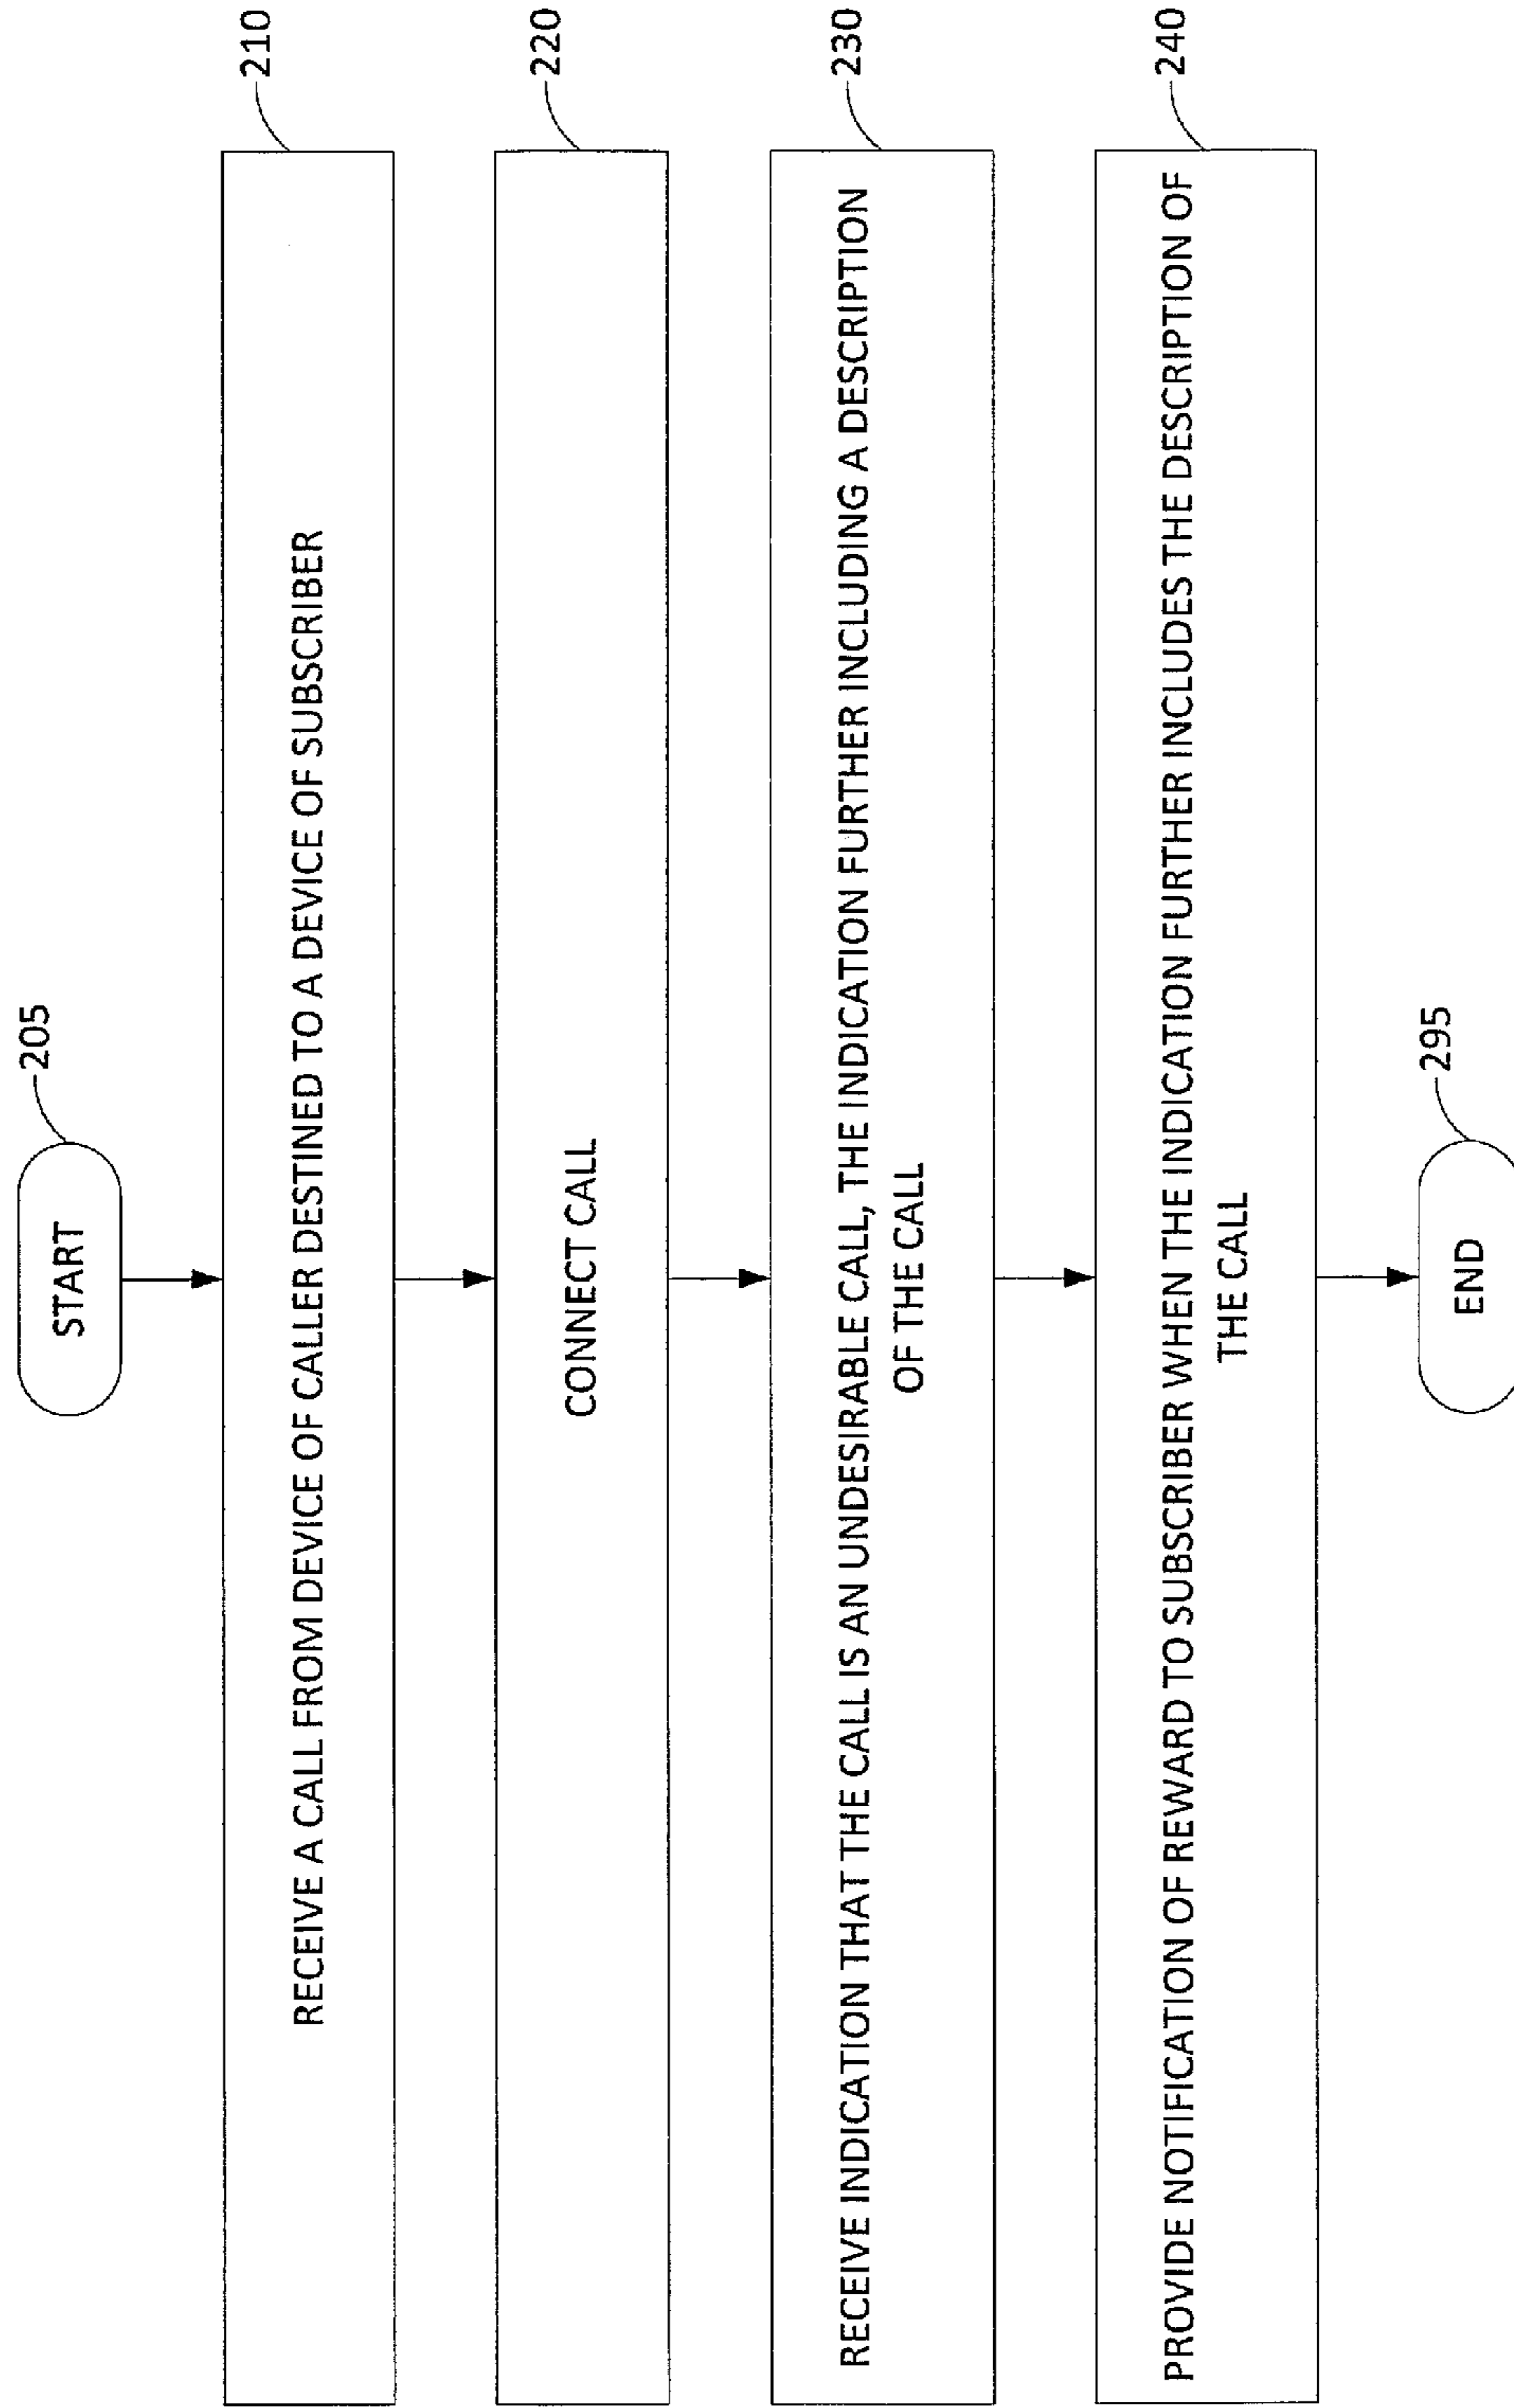 START
205
RECEIVE A CALL FROM DEVICE OF CALLER DESTINED TO A DEVICE OF SUBSCRIBER
210
CONNECT CALL
220
RECEIVE INDICATION THAT THE CALL IS AN UNDESIRABLE CALL, THE INDICATION FURTHER INCLUDING A DESCRIPTION
OF THE CALL
230
PROVIDE NOTIFICATION OF REWARD TO SUBSCRIBER WHEN THE INDICATION FURTHER INCLUDES THE DESCRIPTION OF
THE CALL
240
END
295